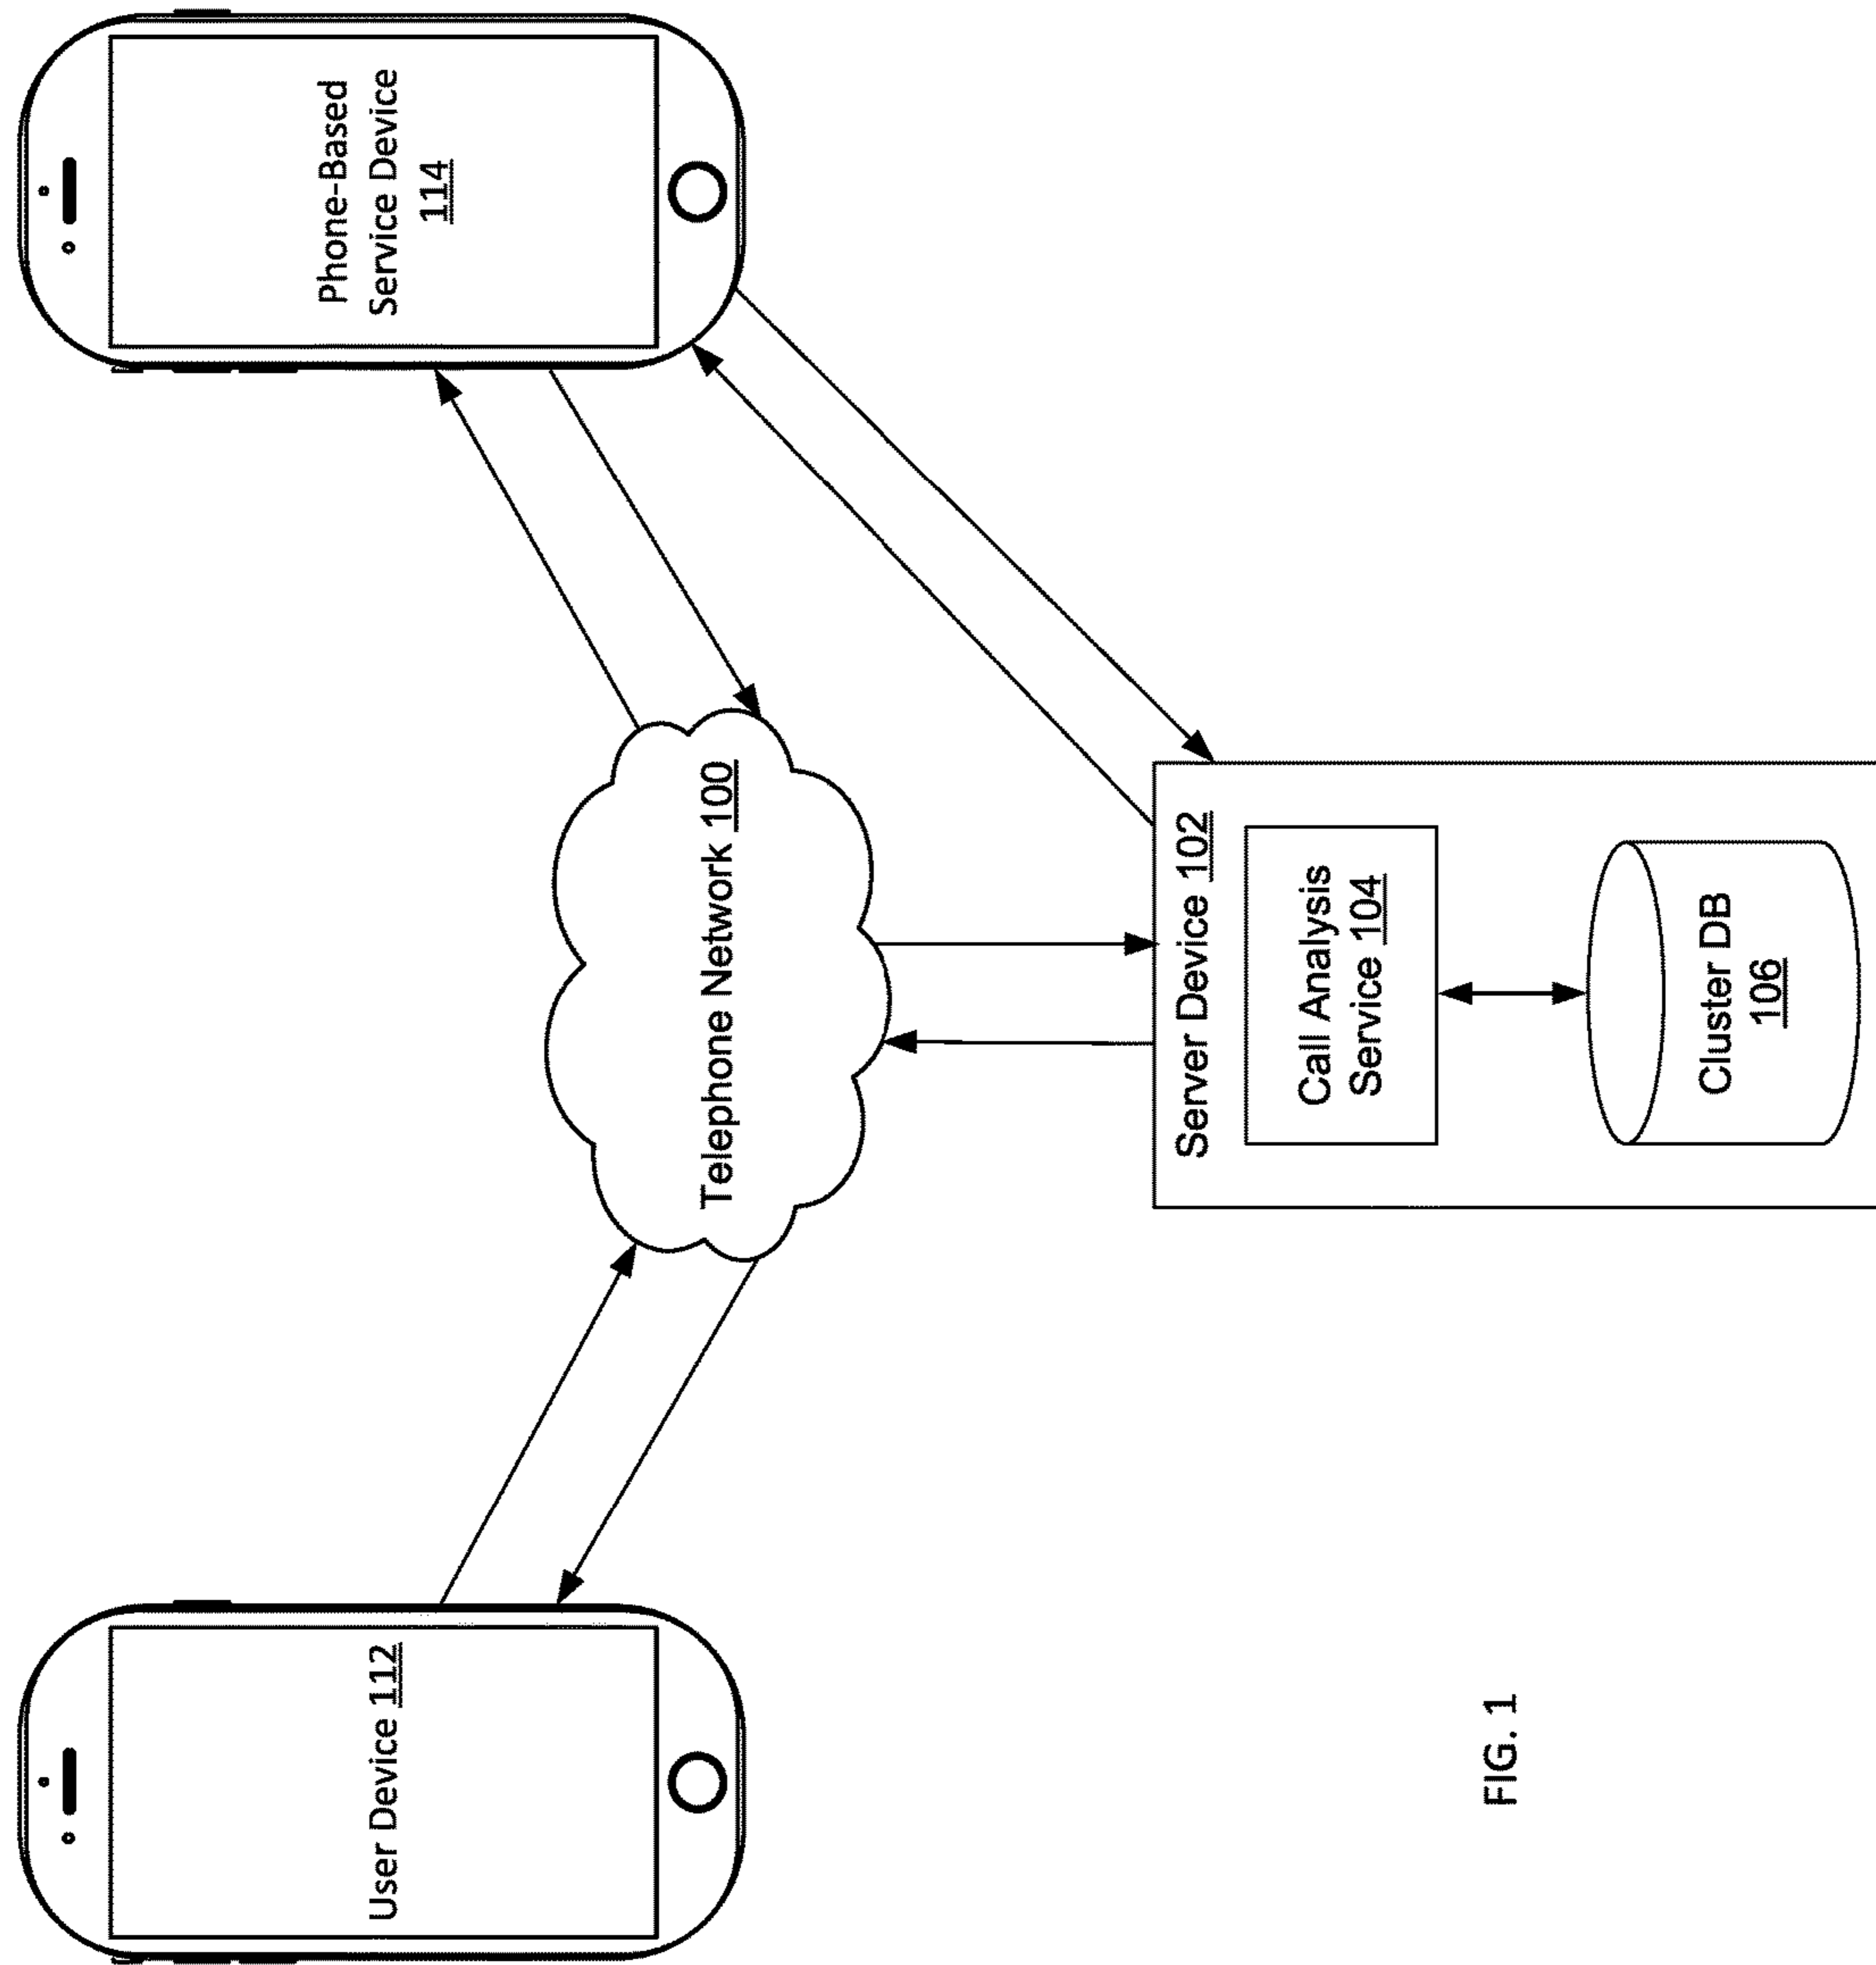 User Device 112
Telephone Network 100
Phone-Based
Service Device
114
Server Device 102
Call Analysis
Service 104
Cluster DB
106
FIG. 1